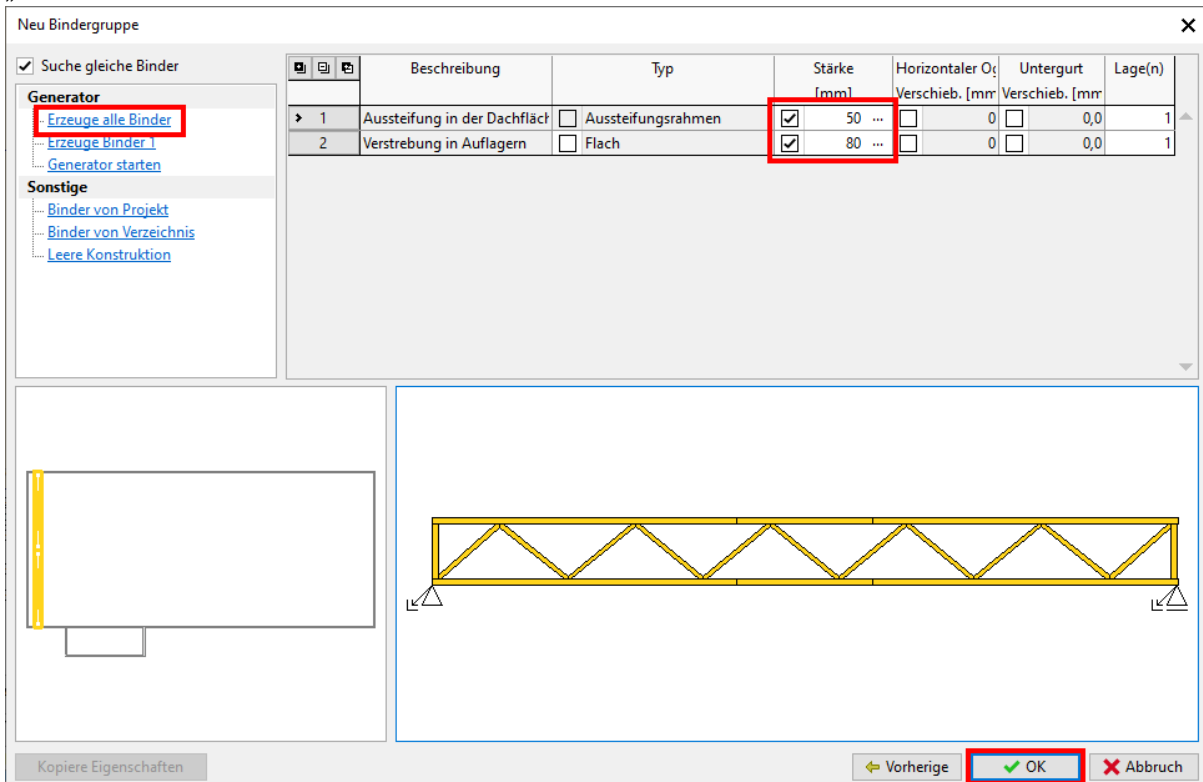 Neu Bindergruppe
Suche gleiche Binder
Generator
Erzeuge alle Binder
Erzeuge Binder 1
Generator starten
Sonstige
Binder von Projekt
Binder von Verzeichnis
Leere Konstruktion
Beschreibung Typ Stärke Horizontaler Og Untergurt Lage(n)
[mm] Verschieb. [mm Verschieb. [mm
1 Aussteifung in der Dachfläch Aussteifungsrahmen 50 ... 0 0,0 1
2 Verstrebung in Auflagern Flach 80 ... 0 0,0 1
Kopiere Eigenschaften Vorherige OK Abbruch